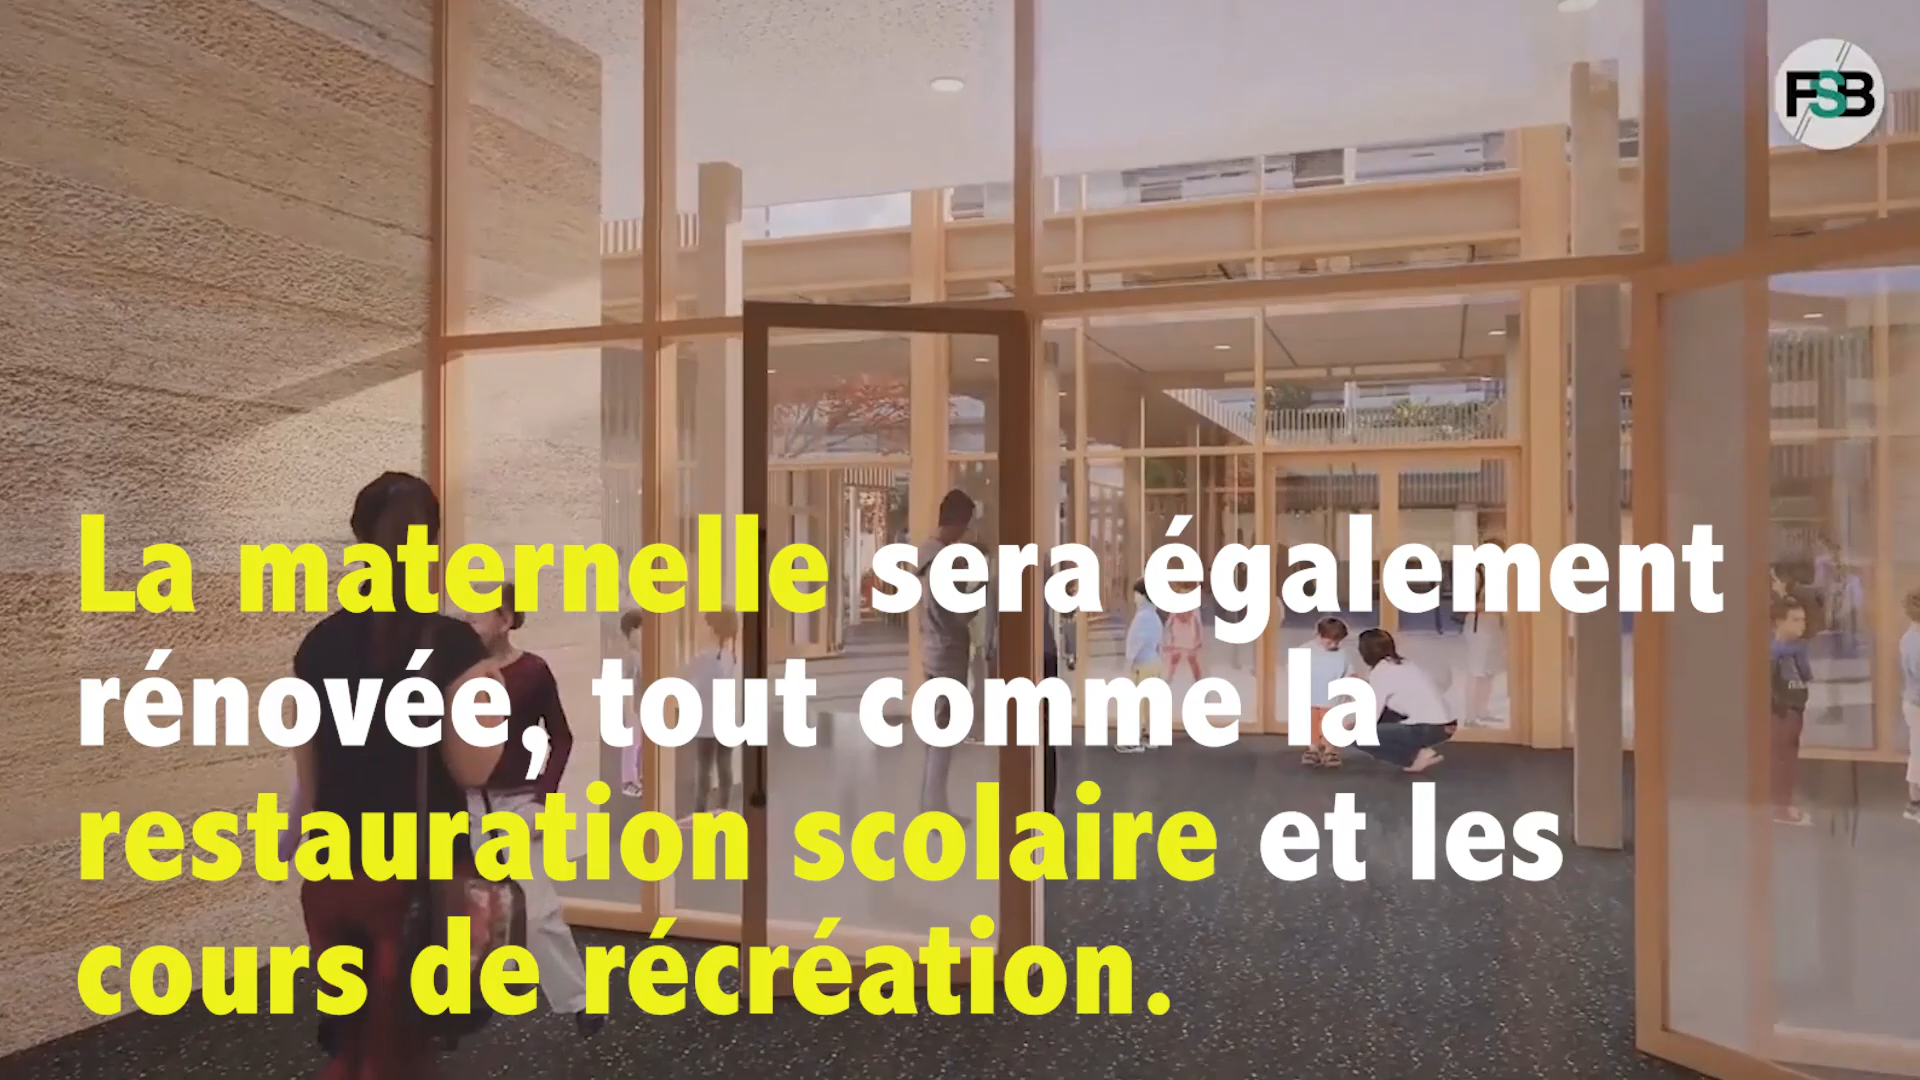 FSB
La maternelle sera également
rénovée, tout comme la
restauration scolaire et les
cours de récréation.